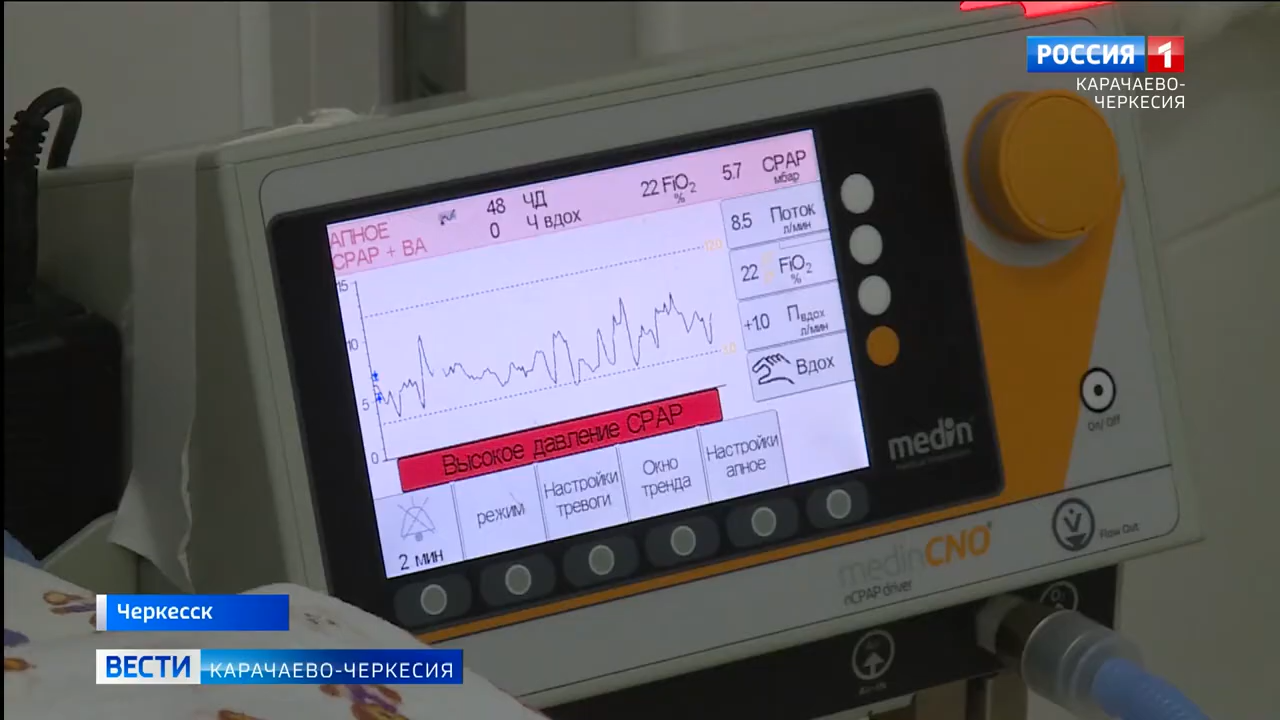 РОССИЯ 1
КАРАЧАЕВО-
ЧЕРКЕСИЯ
АПНОЕ
CPAP + BA
48 ЧД
0 Ч вдох
22 FiO₂
%
5.7 CPAP
мбар
8.5 Поток
л/мин
22 FiO₂
%
+1.0 Пвдох
л/мин
Вдох
15
10
5
0
Высокое давление CPAP
2 мин
режим
Настройки
тревоги
Окно
тренда
Настройки
апное
medin
On/ Off
medinCNO
nCPAP driver
Flow Out
O₂
Черкесск
ВЕСТИ КАРАЧАЕВО-ЧЕРКЕСИЯ